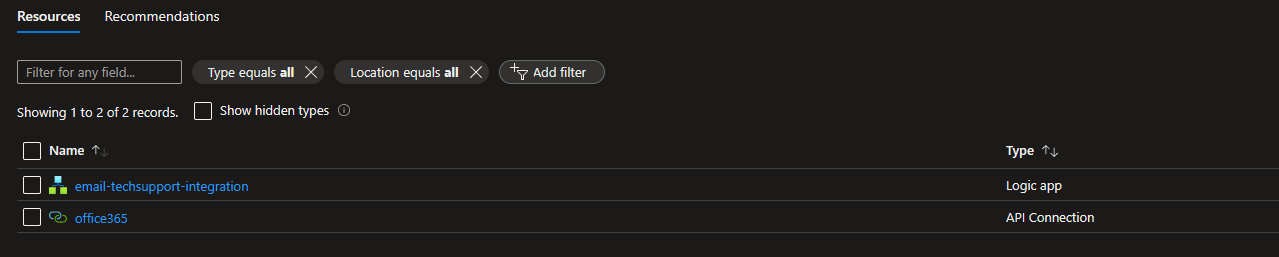 Resources Recommendations
Filter for any field... Type equals all Location equals all Add filter
Showing 1 to 2 of 2 records. Show hidden types
Name Type
email-techsupport-integration Logic app
office365 API Connection